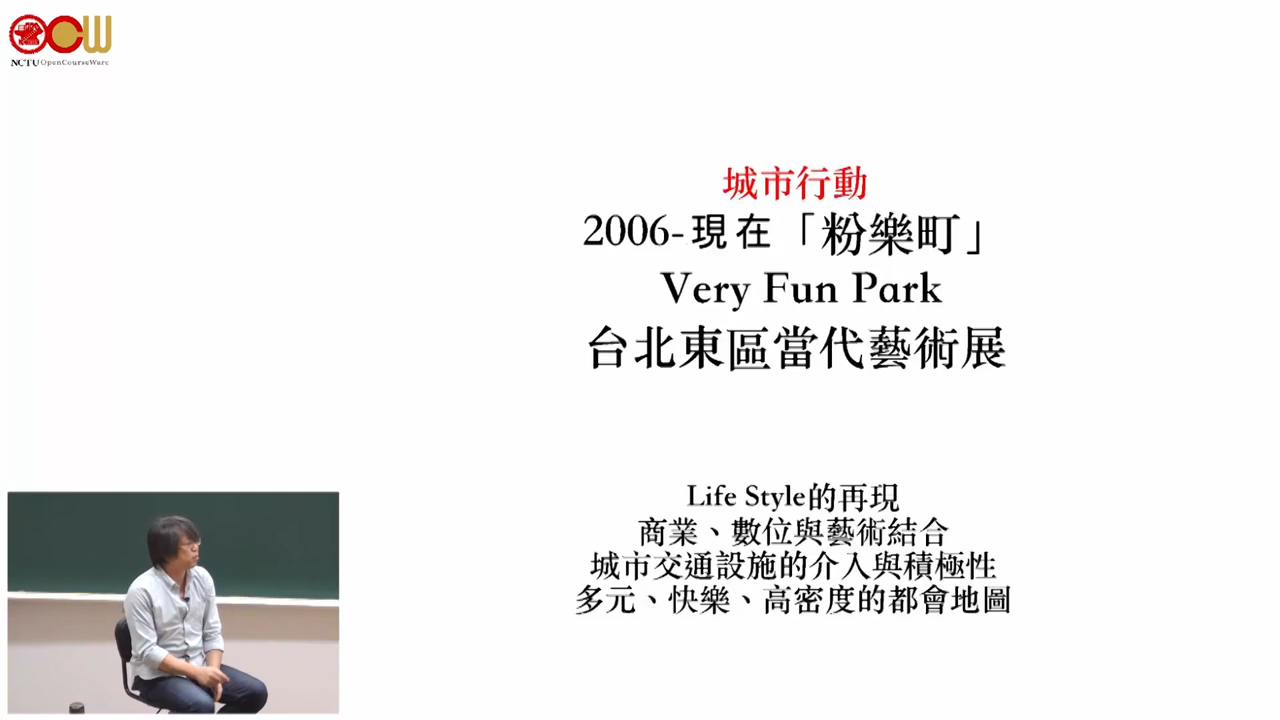 NCTU OpenCourseWare
城市行動
2006-現在「粉樂町」
Very Fun Park
台北東區當代藝術展
Life Style的再現
商業、數位與藝術結合
城市交通設施的介入與積極性
多元、快樂、高密度的都會地圖